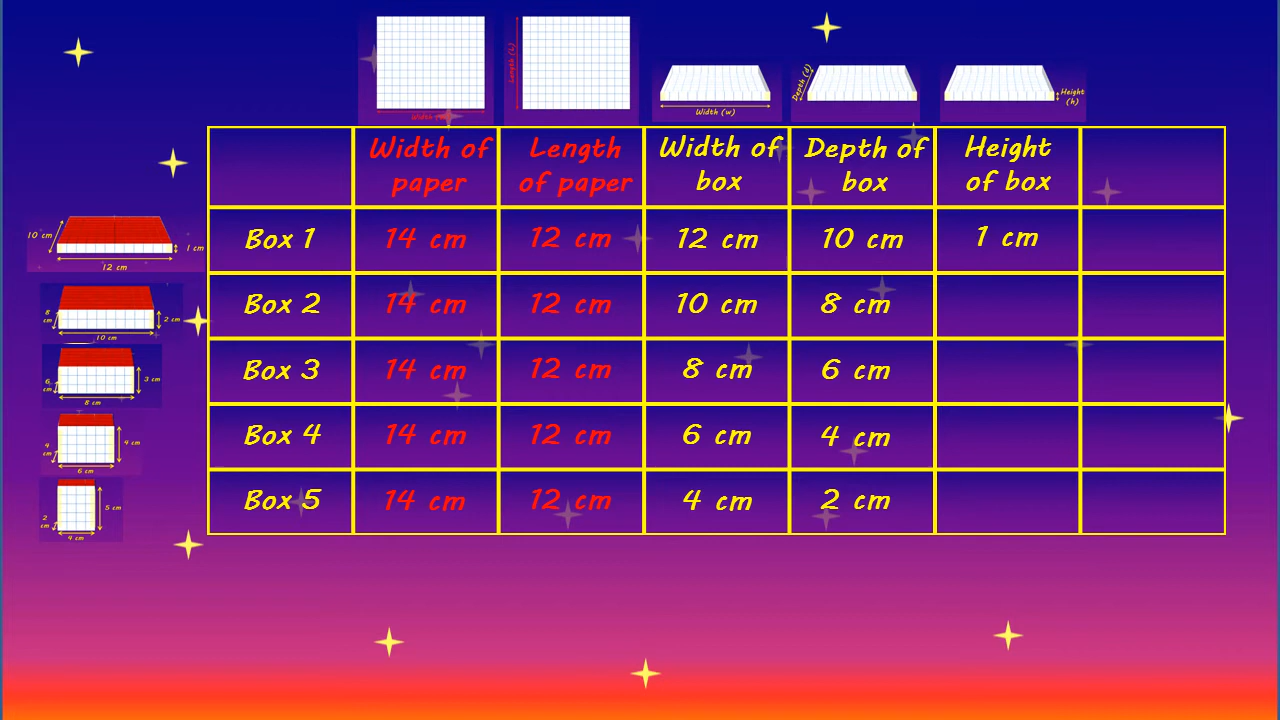 Width
Length (L)
Width (w)
Depth (d)
Height
(h)
Width of
paper
Length
of paper
Width of
box
Depth of
box
Height
of box
10 cm
1 cm
12 cm
Box 1
14 cm
12 cm
12 cm
10 cm
1 cm
8
cm
2 cm
10 cm
Box 2
14 cm
12 cm
10 cm
8 cm
6
cm
3 cm
8 cm
Box 3
14 cm
12 cm
8 cm
6 cm
4
cm
4 cm
6 cm
Box 4
14 cm
12 cm
6 cm
4 cm
2
cm
5 cm
4 cm
Box 5
14 cm
12 cm
4 cm
2 cm